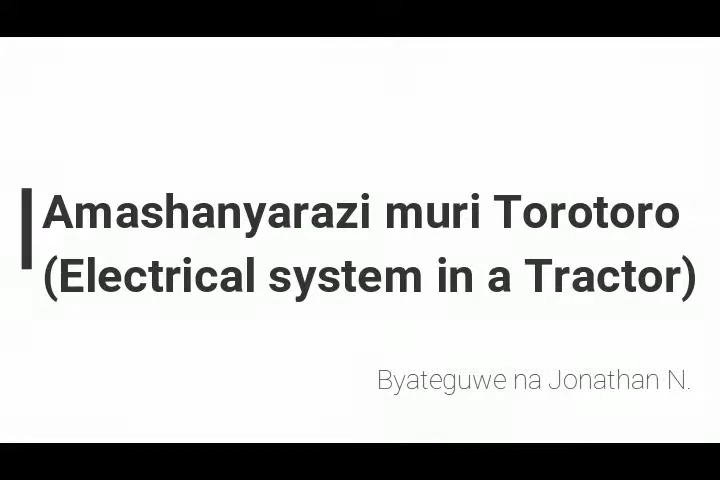 Amashanyarazi muri Torotoro
(Electrical system in a Tractor)
Byateguwe na Jonathan N.